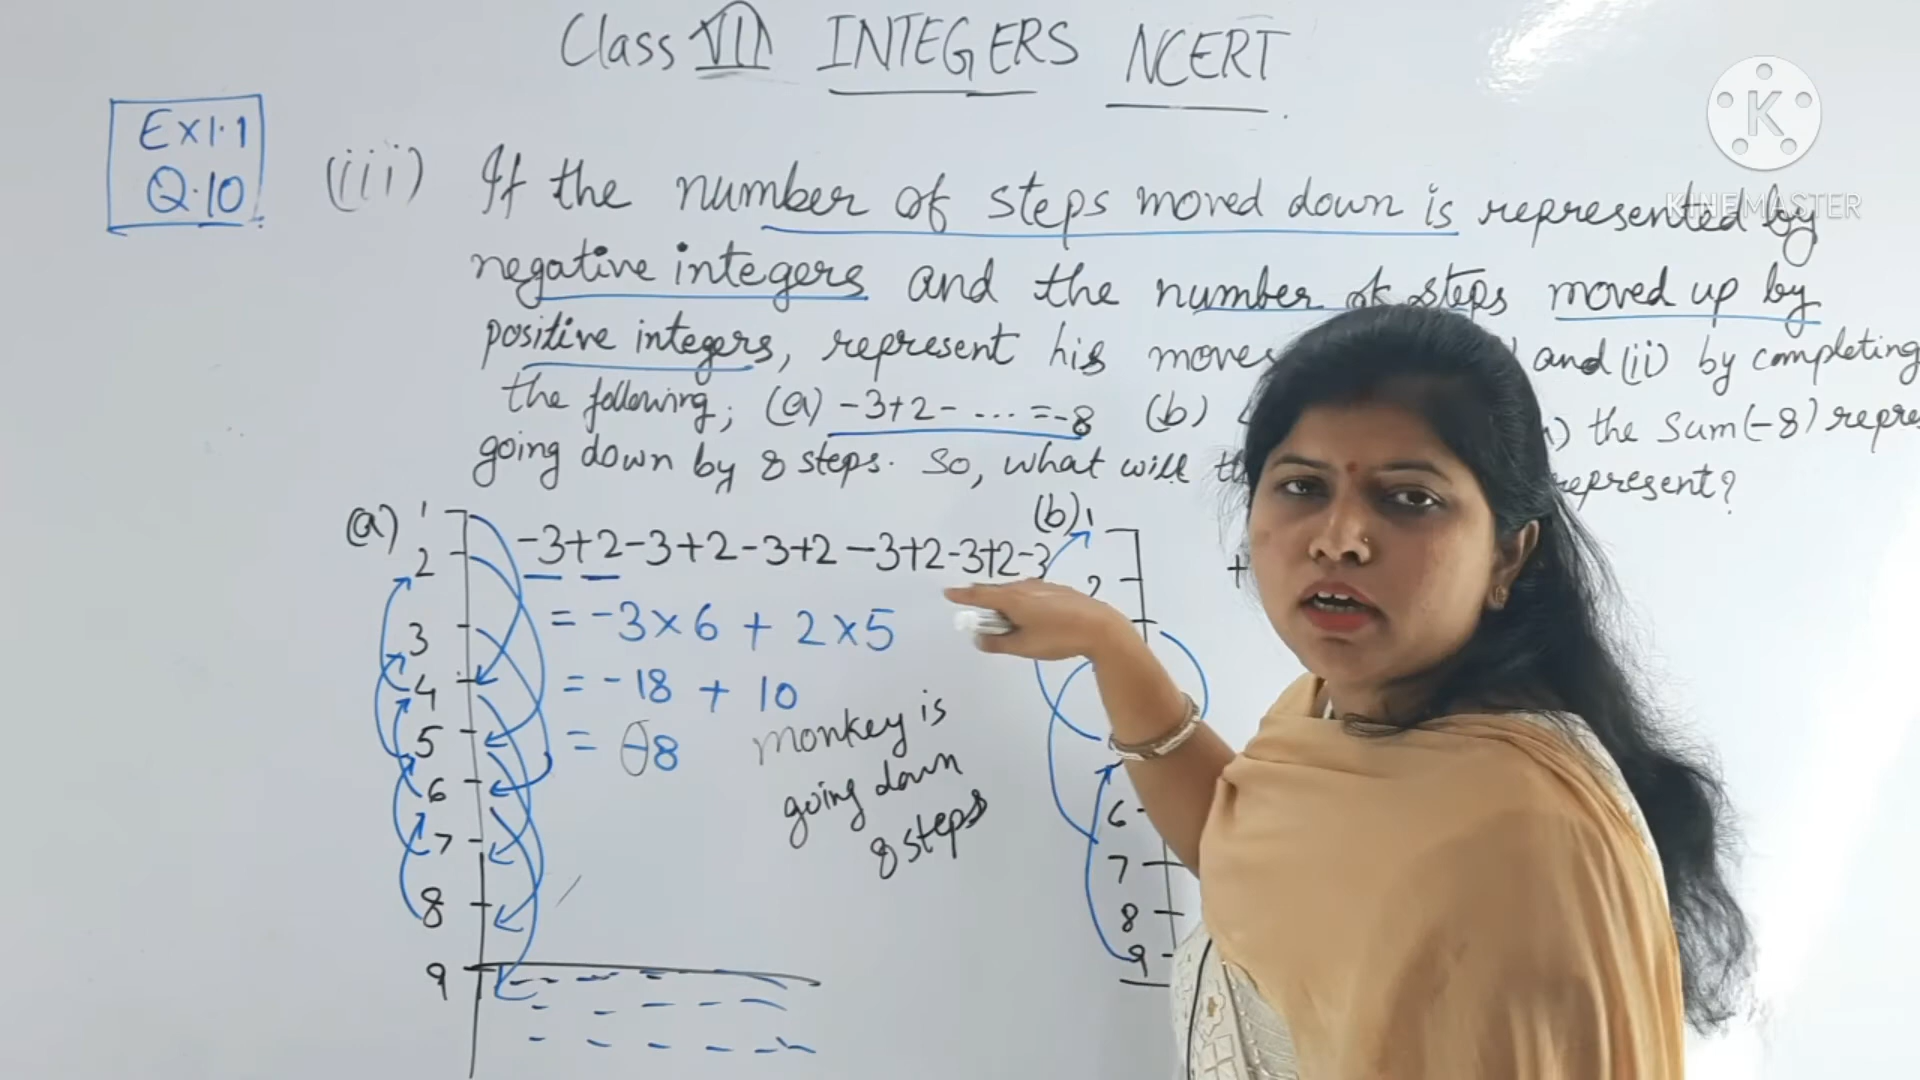 Class VII INTEGERS NCERT
Ex 1.1
Q.10
(iii) If the number of steps moved down is represented by
negative integers and the number of steps moved up by
positive integers, represent his moves and (ii) by completing
the following; (a) -3+2- ... =-8 (b) the sum (-8) repre
going down by 8 steps. So, what will represent?
(a)
1
2
3
4
5
6
7
8
9
-3+2-3+2-3+2-3+2-3+2-3
= -3×6 + 2×5
= -18 + 10
= -8
monkey is
going down
8 steps
(b)
1
2
6
7
8
9
+
K
KINEMASTER